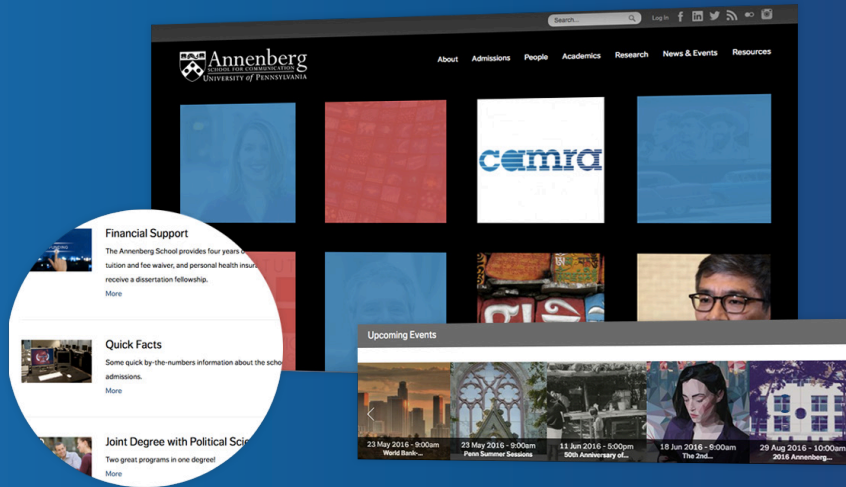 Search...
Log in
Annenberg
SCHOOL FOR COMMUNICATION
UNIVERSITY of PENNSYLVANIA
About Admissions People Academics Research News & Events Resources
camra
Financial Support
The Annenberg School provides four years
tuition and fee waiver, and personal health
receive a dissertation fellowship.
More
Quick Facts
Some quick by-the-numbers information about the
admissions.
More
Joint Degree with Political
Two great programs in one degree!
More
Upcoming Events
23 May 2016 - 9:00am
World Bank-...
23 May 2016 - 9:00am
Penn Summer Sessions
11 Jun 2016 - 5:00pm
50th Anniversary of...
18 Jun 2016 - 9:00am
The 2nd...
29 Aug 2016 - 10:00am
2016 Annenberg...